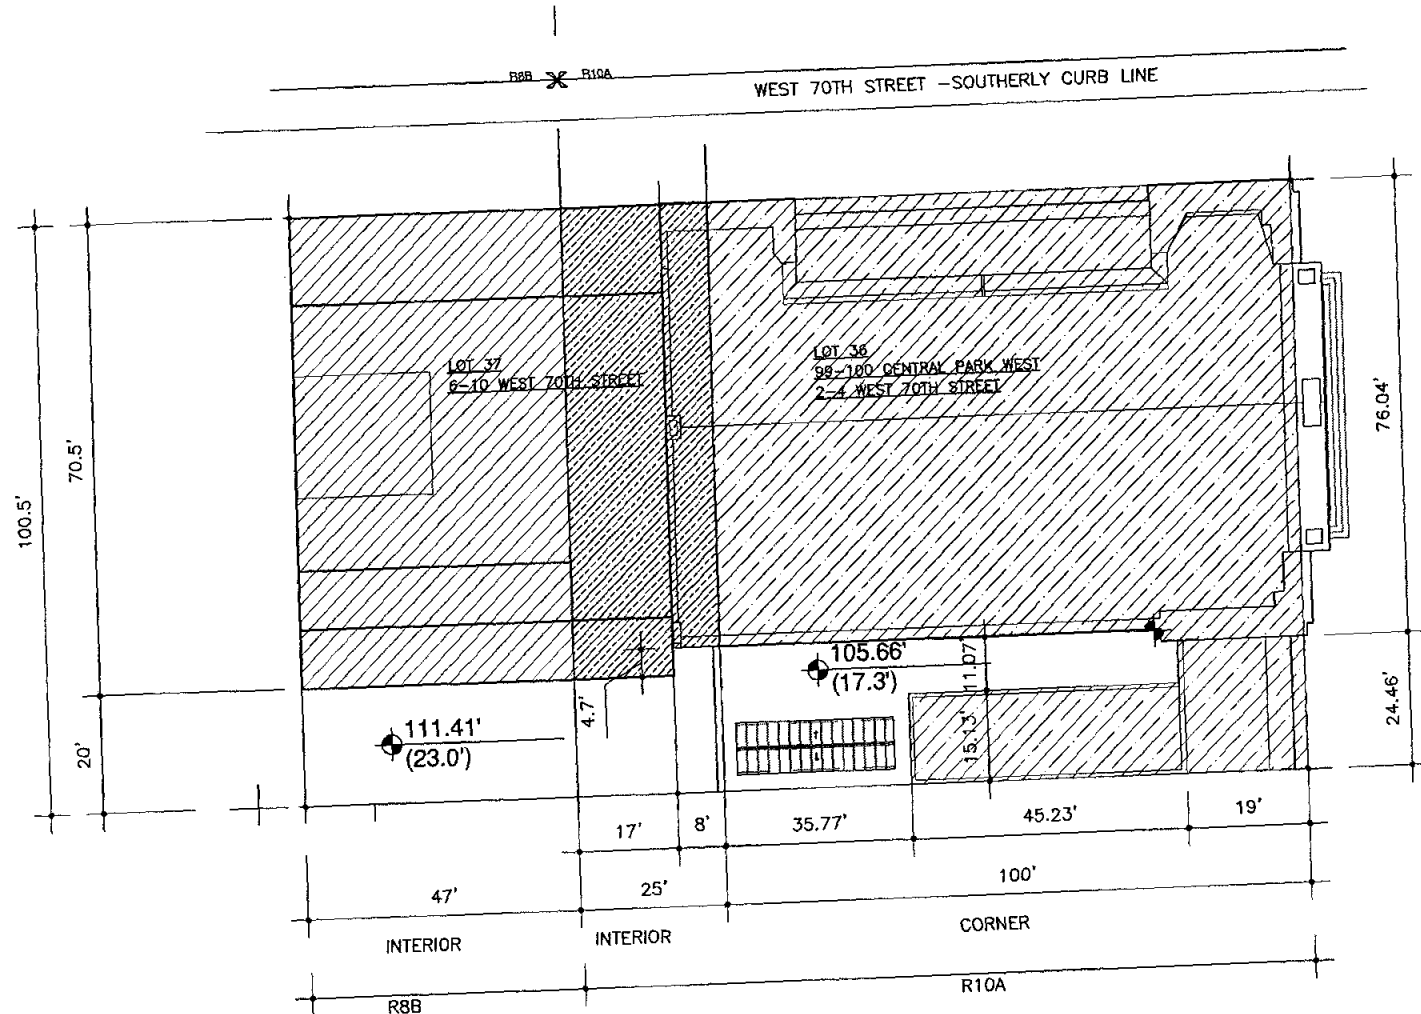 R8B R10A
WEST 70TH STREET -SOUTHERLY CURB LINE
LOT 37
6-10 WEST 70TH STREET
LOT 36
99-100 CENTRAL PARK WEST
2-4 WEST 70TH STREET
100.5'
70.5'
20'
76.04'
24.46'
4.7'
111.41'
(23.0')
105.66'
(17.3')
11.07'
15.13'
17'
8'
35.77'
45.23'
19'
47'
25'
100'
INTERIOR
INTERIOR
CORNER
R8B
R10A